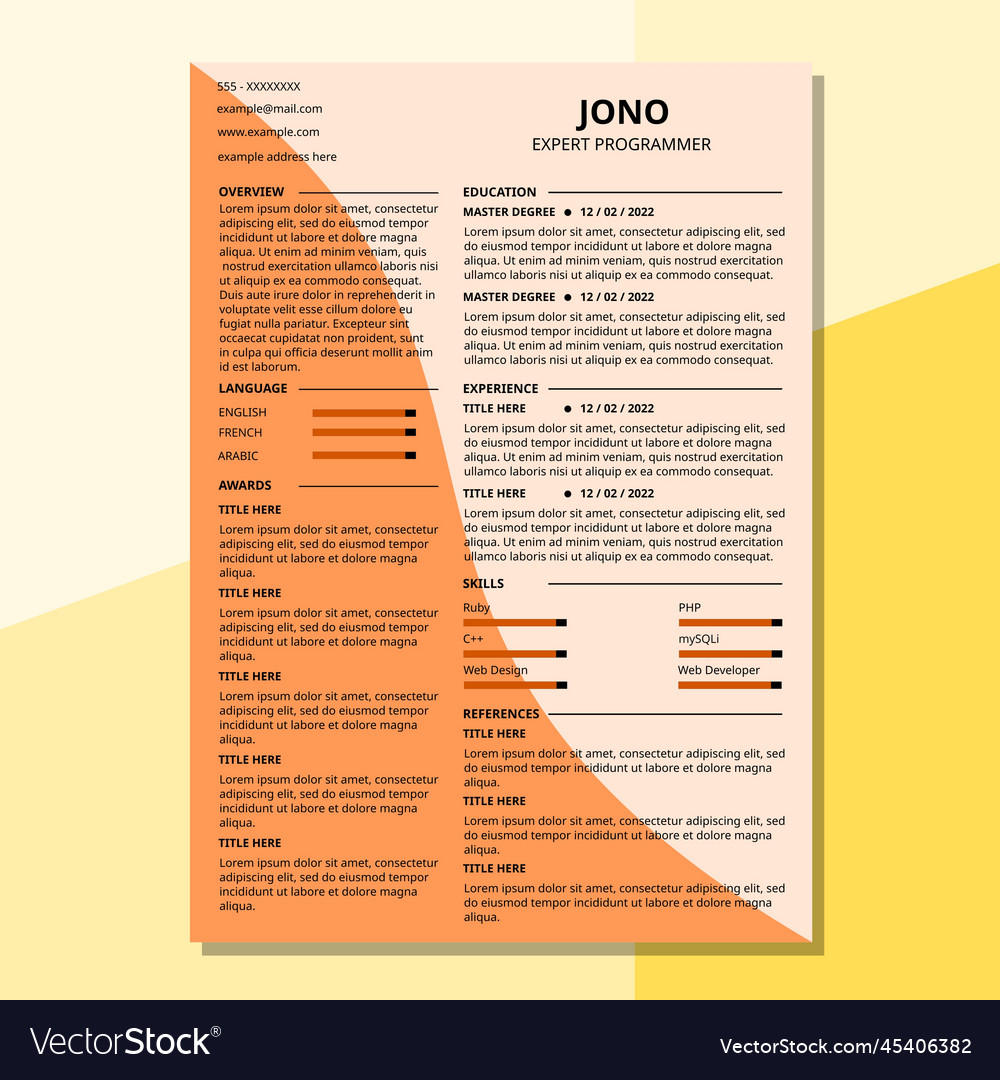 555 - XXXXXXXX
example@mail.com
www.example.com
example address here
JONO
EXPERT PROGRAMMER
OVERVIEW
Lorem ipsum dolor sit amet, consectetur
adipiscing elit, sed do eiusmod tempor
incididunt ut labore et dolore magna
aliqua. Ut enim ad minim veniam, quis
nostrud exercitation ullamco laboris nisi
ut aliquip ex ea commodo consequat.
Duis aute irure dolor in reprehenderit in
voluptate velit esse cillum dolore eu
fugiat nulla pariatur. Excepteur sint
occaecat cupidatat non proident, sunt
in culpa qui officia deserunt mollit anim
id est laborum.
LANGUAGE
ENGLISH
FRENCH
ARABIC
AWARDS
TITLE HERE
Lorem ipsum dolor sit amet, consectetur
adipiscing elit, sed do eiusmod tempor
incididunt ut labore et dolore magna
aliqua.
TITLE HERE
Lorem ipsum dolor sit amet, consectetur
adipiscing elit, sed do eiusmod tempor
incididunt ut labore et dolore magna
aliqua.
TITLE HERE
Lorem ipsum dolor sit amet, consectetur
adipiscing elit, sed do eiusmod tempor
incididunt ut labore et dolore magna
aliqua.
TITLE HERE
Lorem ipsum dolor sit amet, consectetur
adipiscing elit, sed do eiusmod tempor
incididunt ut labore et dolore magna
aliqua.
TITLE HERE
Lorem ipsum dolor sit amet, consectetur
adipiscing elit, sed do eiusmod tempor
incididunt ut labore et dolore magna
aliqua.
EDUCATION
MASTER DEGREE ● 12 / 02 / 2022
Lorem ipsum dolor sit amet, consectetur adipiscing elit, sed
do eiusmod tempor incididunt ut labore et dolore magna
aliqua. Ut enim ad minim veniam, quis nostrud exercitation
ullamco laboris nisi ut aliquip ex ea commodo consequat.
MASTER DEGREE ● 12 / 02 / 2022
Lorem ipsum dolor sit amet, consectetur adipiscing elit, sed
do eiusmod tempor incididunt ut labore et dolore magna
aliqua. Ut enim ad minim veniam, quis nostrud exercitation
ullamco laboris nisi ut aliquip ex ea commodo consequat.
EXPERIENCE
TITLE HERE ● 12 / 02 / 2022
Lorem ipsum dolor sit amet, consectetur adipiscing elit, sed
do eiusmod tempor incididunt ut labore et dolore magna
aliqua. Ut enim ad minim veniam, quis nostrud exercitation
ullamco laboris nisi ut aliquip ex ea commodo consequat.
TITLE HERE ● 12 / 02 / 2022
Lorem ipsum dolor sit amet, consectetur adipiscing elit, sed
do eiusmod tempor incididunt ut labore et dolore magna
aliqua. Ut enim ad minim veniam, quis nostrud exercitation
ullamco laboris nisi ut aliquip ex ea commodo consequat.
SKILLS
Ruby PHP
C++ mySQLi
Web Design Web Developer
REFERENCES
TITLE HERE
Lorem ipsum dolor sit amet, consectetur adipiscing elit, sed
do eiusmod tempor incididunt ut labore et dolore magna
aliqua.
TITLE HERE
Lorem ipsum dolor sit amet, consectetur adipiscing elit, sed
do eiusmod tempor incididunt ut labore et dolore magna
aliqua.
TITLE HERE
Lorem ipsum dolor sit amet, consectetur adipiscing elit, sed
do eiusmod tempor incididunt ut labore et dolore magna
aliqua.
VectorStock®
VectorStock.com/45406382